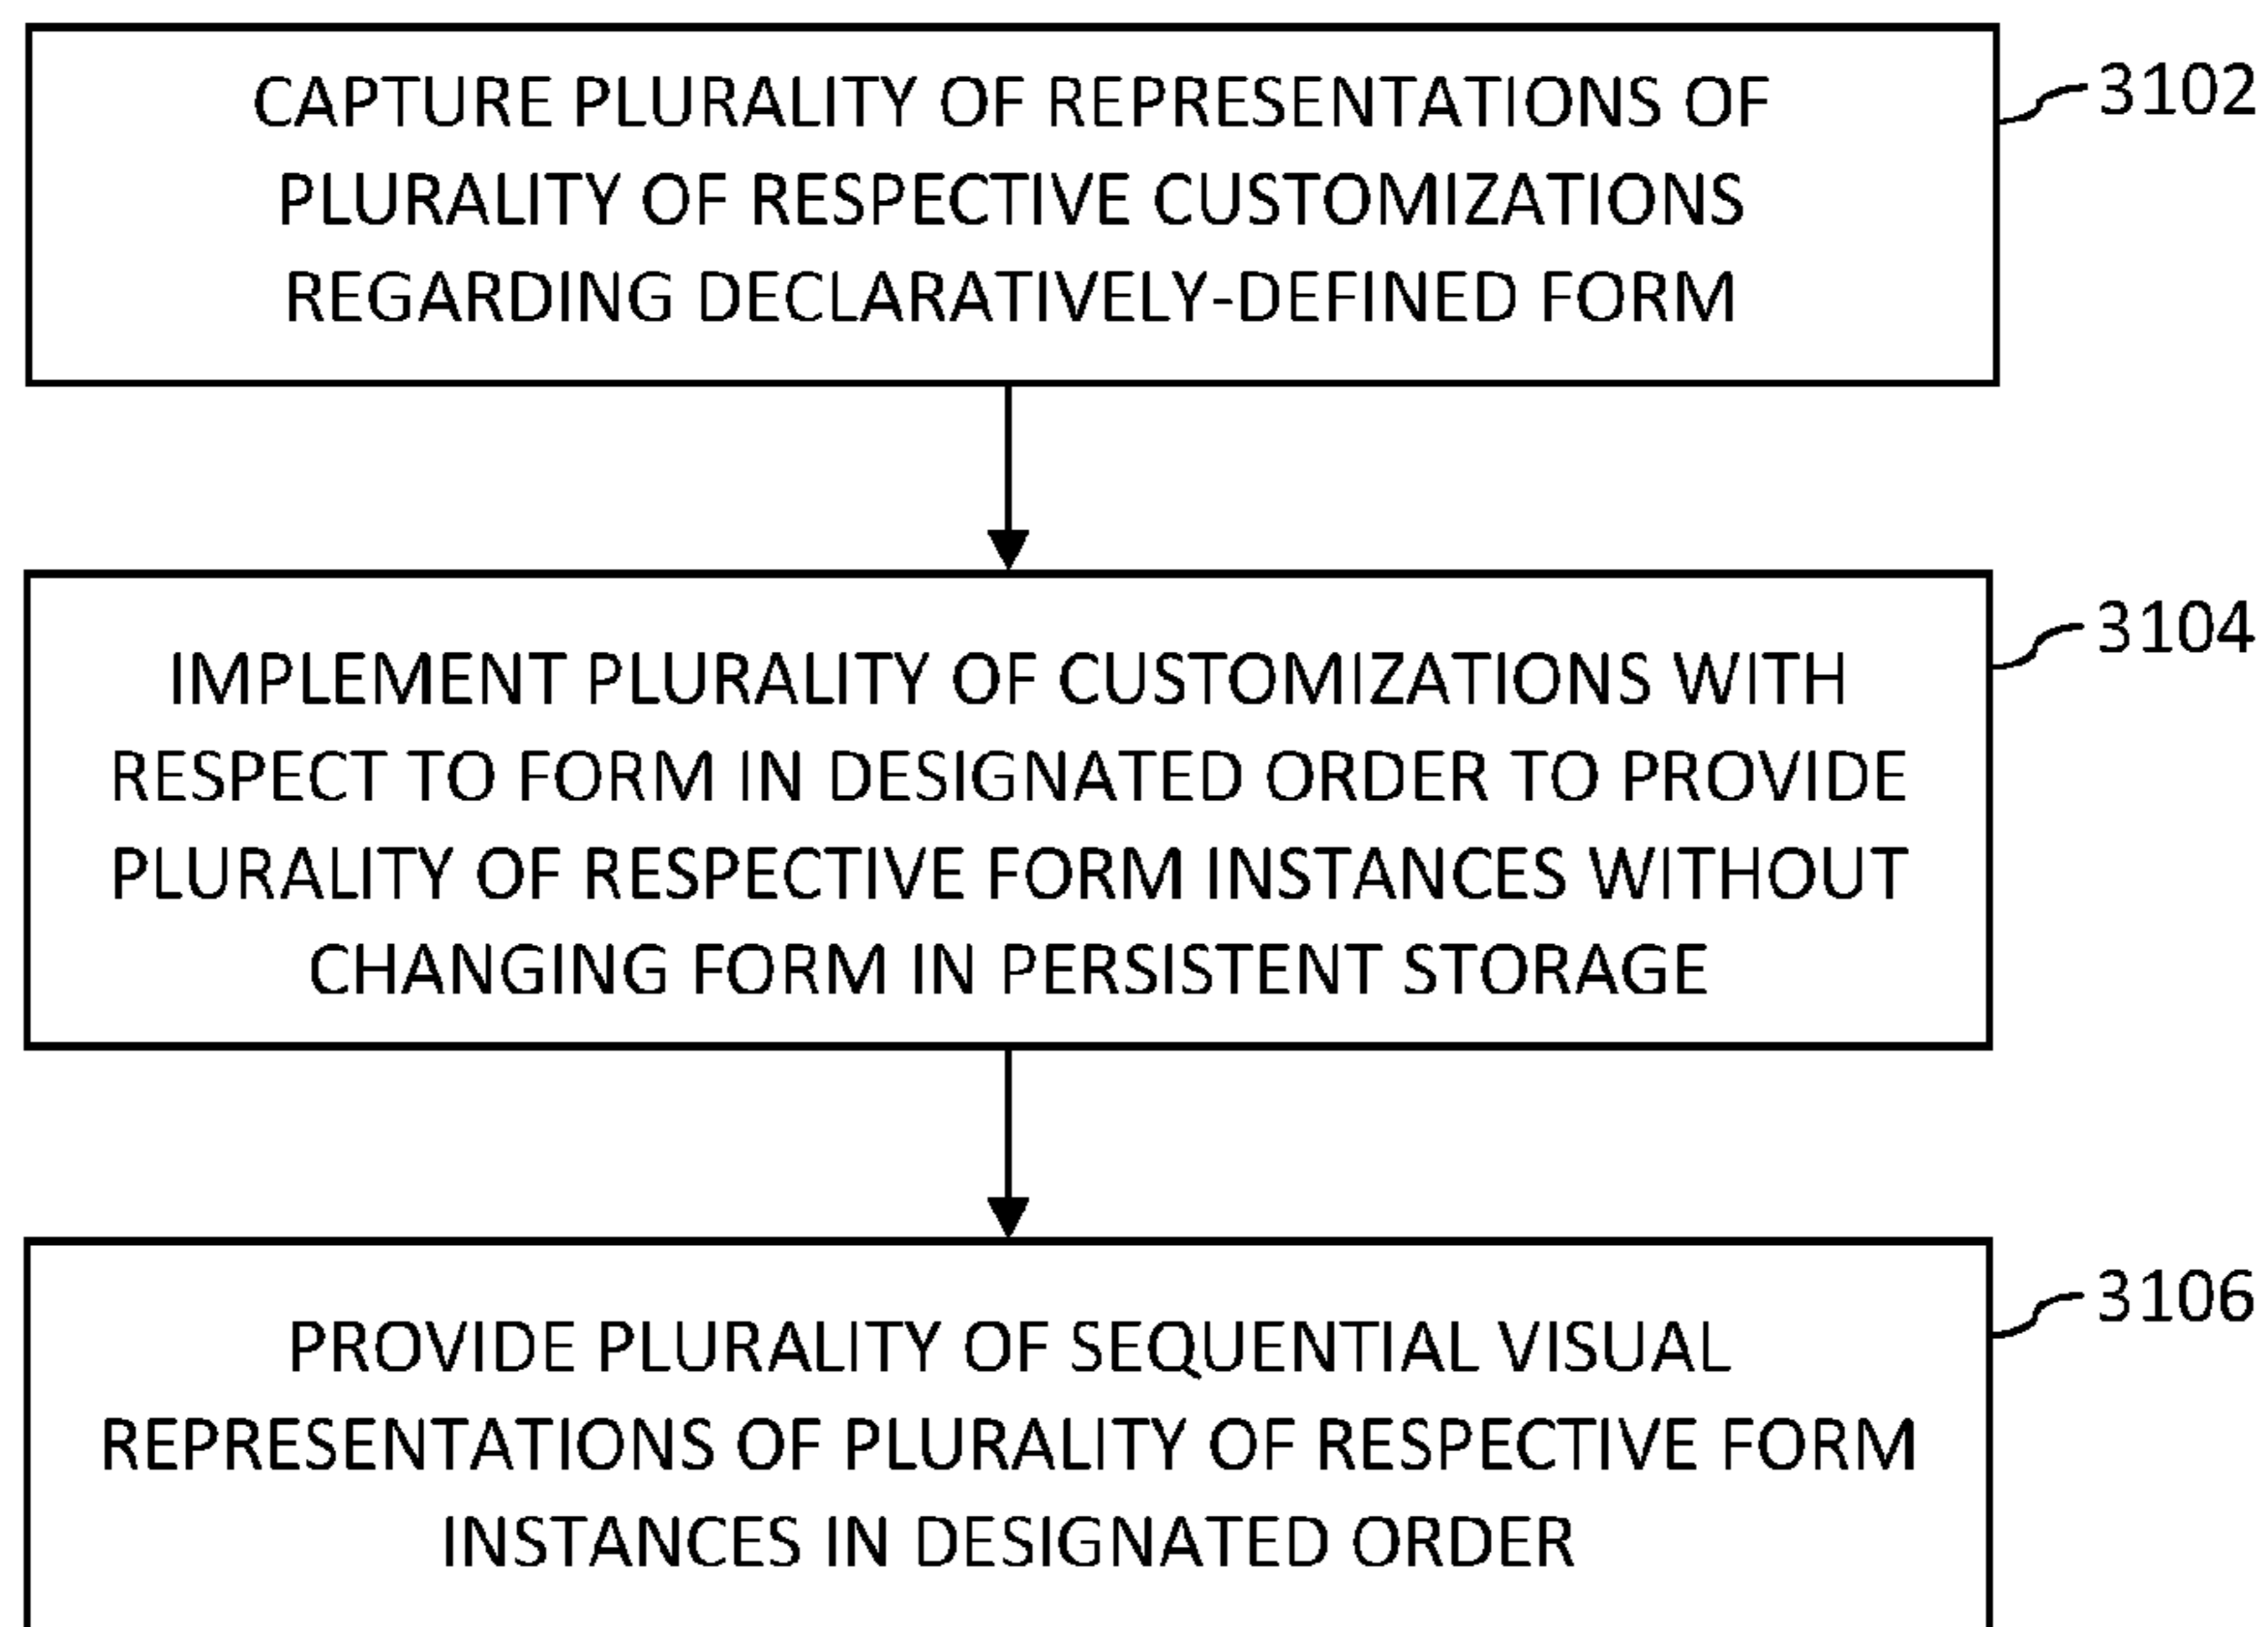 CAPTURE PLURALITY OF REPRESENTATIONS OF
PLURALITY OF RESPECTIVE CUSTOMIZATIONS
REGARDING DECLARATIVELY-DEFINED FORM
3102
IMPLEMENT PLURALITY OF CUSTOMIZATIONS WITH
RESPECT TO FORM IN DESIGNATED ORDER TO PROVIDE
PLURALITY OF RESPECTIVE FORM INSTANCES WITHOUT
CHANGING FORM IN PERSISTENT STORAGE
3104
PROVIDE PLURALITY OF SEQUENTIAL VISUAL
REPRESENTATIONS OF PLURALITY OF RESPECTIVE FORM
INSTANCES IN DESIGNATED ORDER
3106